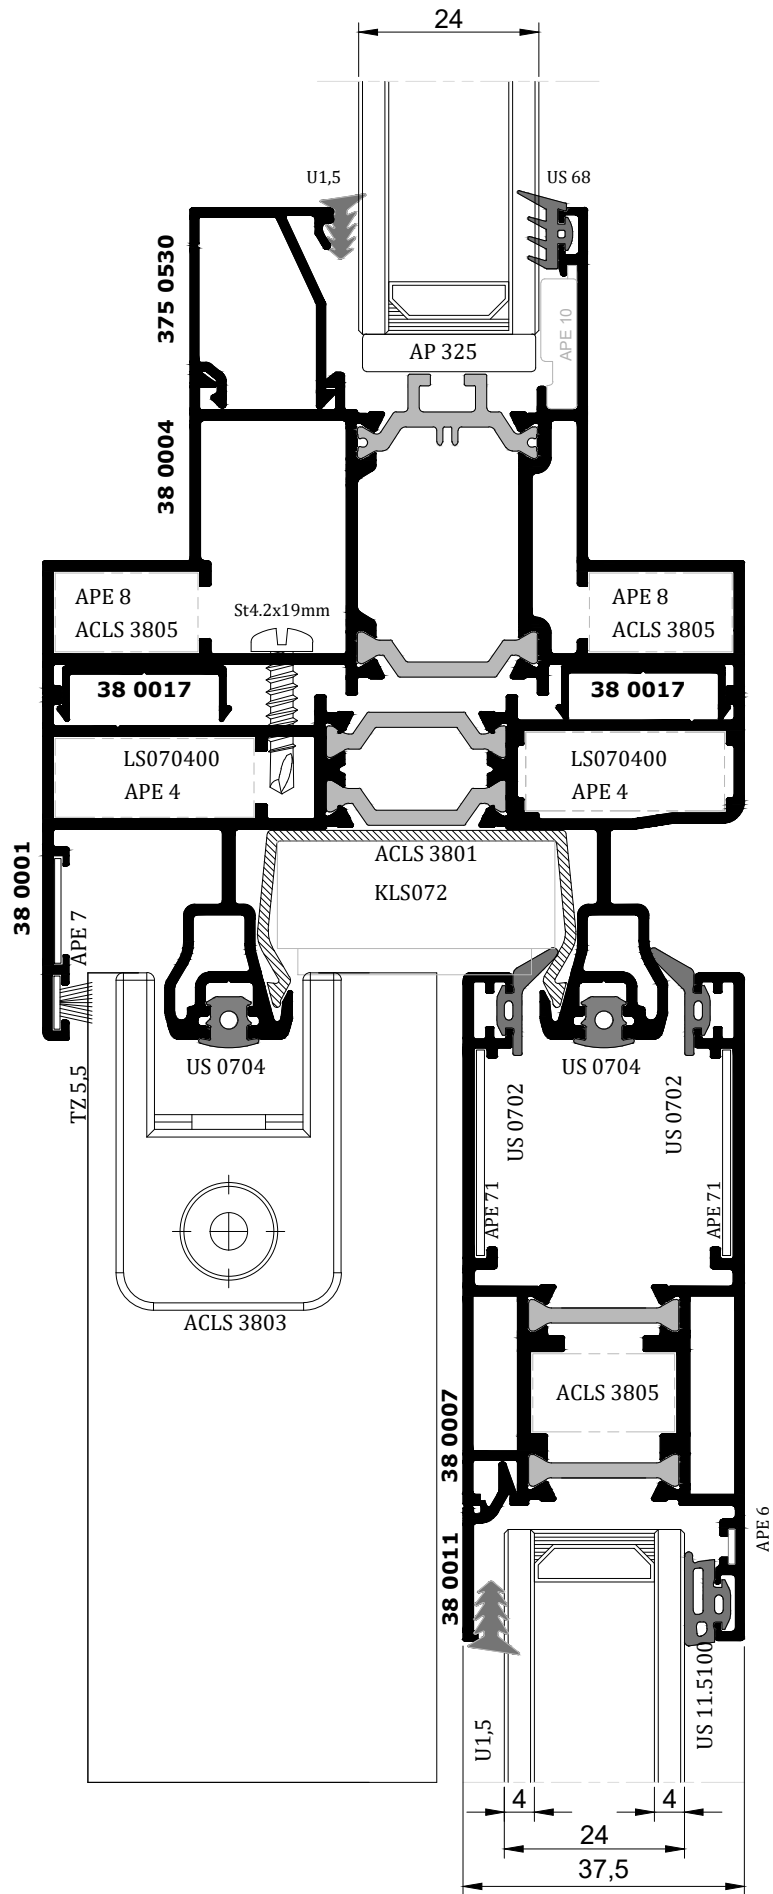 24
U1,5
US 68
375 0530
APE 10
AP 325
38 0004
APE 8
ACLS 3805
St4.2x19mm
APE 8
ACLS 3805
38 0017
38 0017
LS070400
APE 4
LS070400
APE 4
38 0001
ACLS 3801
KLS072
APE 7
TZ 5,5
US 0704
US 0704
US 0702
US 0702
APE 71
APE 71
ACLS 3803
ACLS 3805
38 0007
38 0011
APE 6
US 11.5100
U1,5
4
4
24
37,5